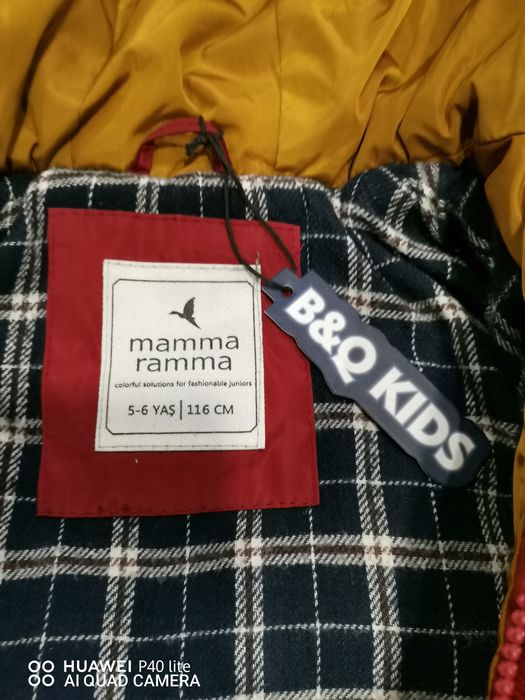 mamma
ramma
colorful solutions for fashionable juniors
5-6 YAŞ | 116 CM
B&Q KIDS
HUAWEI P40 lite
AI QUAD CAMERA